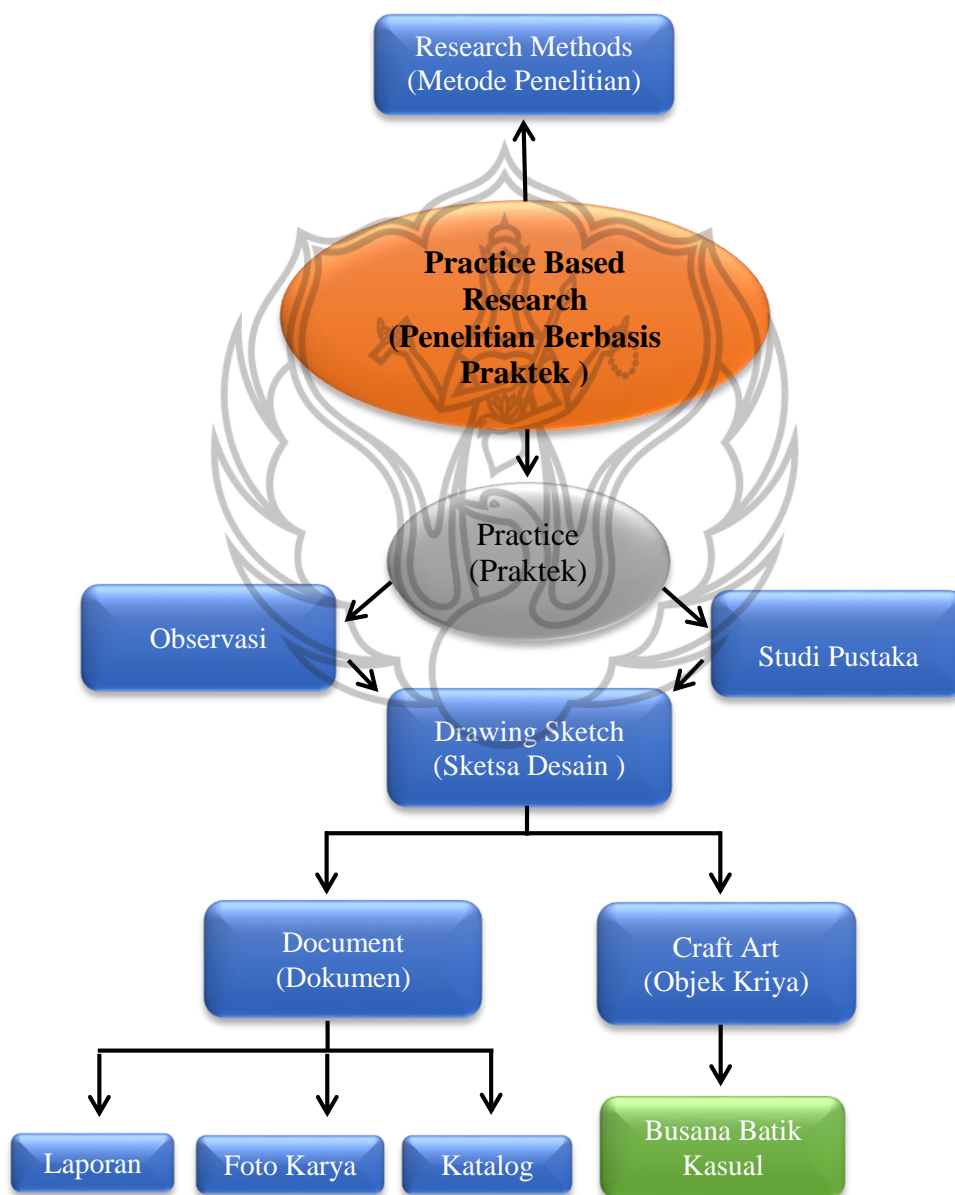 Research Methods
(Metode Penelitian)
Practice Based
Research
(Penelitian Berbasis
Praktek )
Practice
(Praktek)
Observasi
Studi Pustaka
Drawing Sketch
(Sketsa Desain )
Document
(Dokumen)
Craft Art
(Objek Kriya)
Laporan
Foto Karya
Katalog
Busana Batik
Kasual